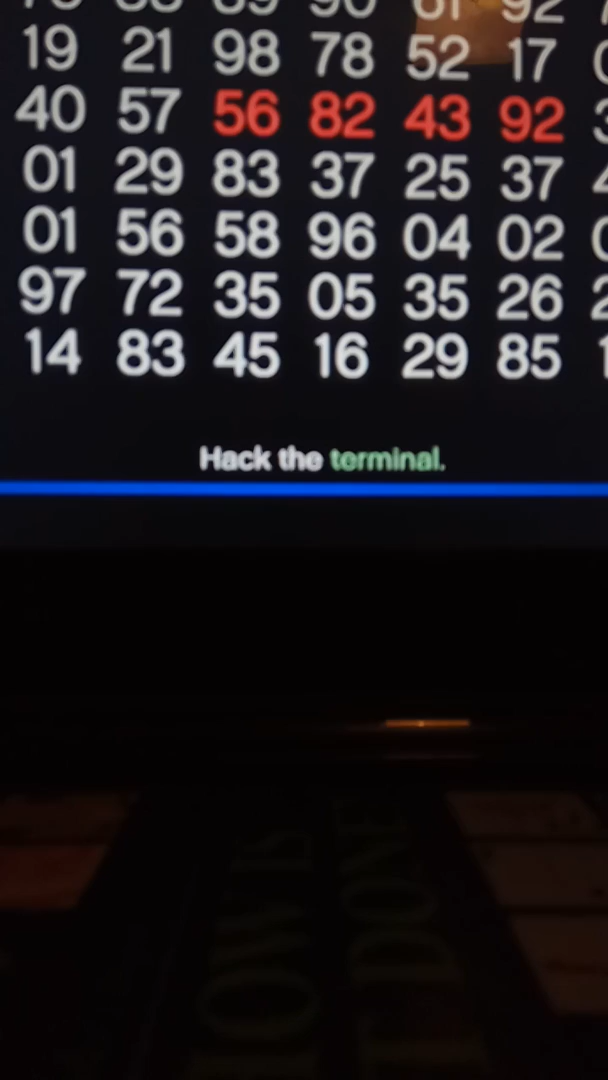 19 21 98 78 52 17
40 57 56 82 43 92
01 29 83 37 25 37
01 56 58 96 04 02
97 72 35 05 35 26
14 83 45 16 29 85
Hack the terminal.